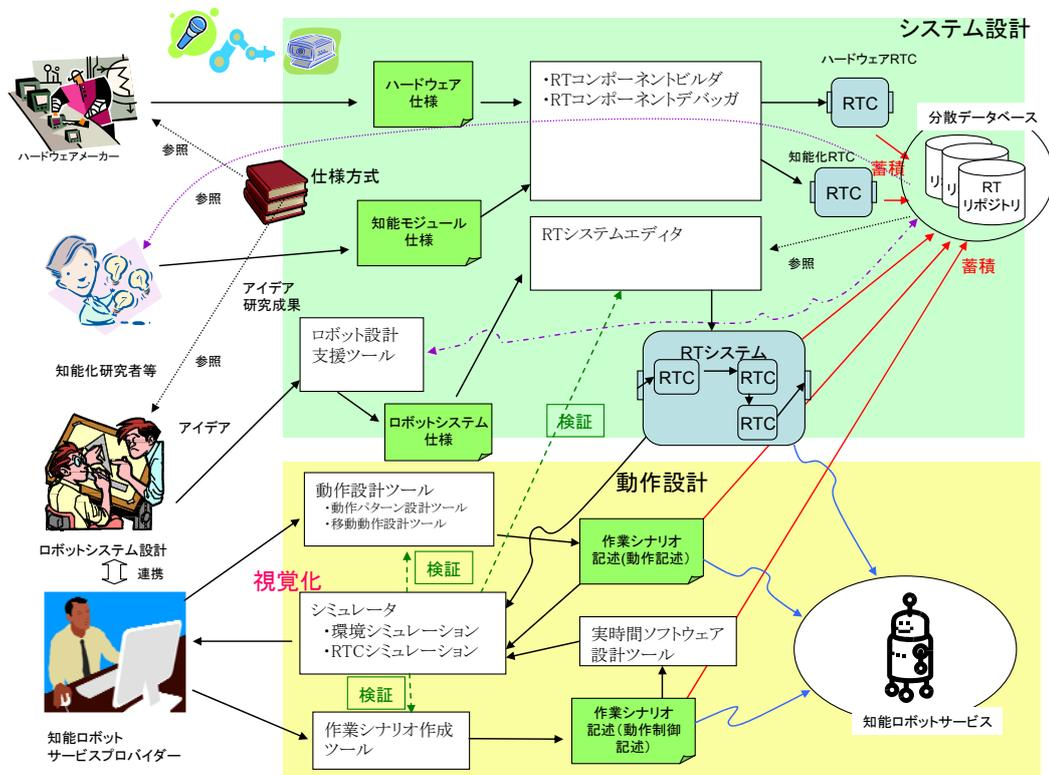 システム設計
ハードウェアRTC
ハードウェア
仕様
・RTコンポーネントビルダ
・RTコンポーネントデバッガ
RTC
分散データベース
ハードウェアメーカー
参照
仕様方式
知能化RTC
蓄積
RTC
リ
リ
RT
リポジトリ
参照
知能モジュール
仕様
RTシステムエディタ
参照
蓄積
アイデア
研究成果
ロボット設計
支援ツール
RTシステム
RTC
RTC
RTC
知能化研究者等
参照
アイデア
ロボットシステム
仕様
検証
動作設計
動作設計ツール
・動作パターン設計ツール
・移動動作設計ツール
ロボットシステム設計
連携
検証
作業シナリオ
記述(動作記述)
視覚化
シミュレータ
・環境シミュレーション
・RTCシミュレーション
実時間ソフトウェア
設計ツール
検証
作業シナリオ
記述(動作制御
記述)
知能ロボットサービス
作業シナリオ作成
ツール
知能ロボット
サービスプロバイダー